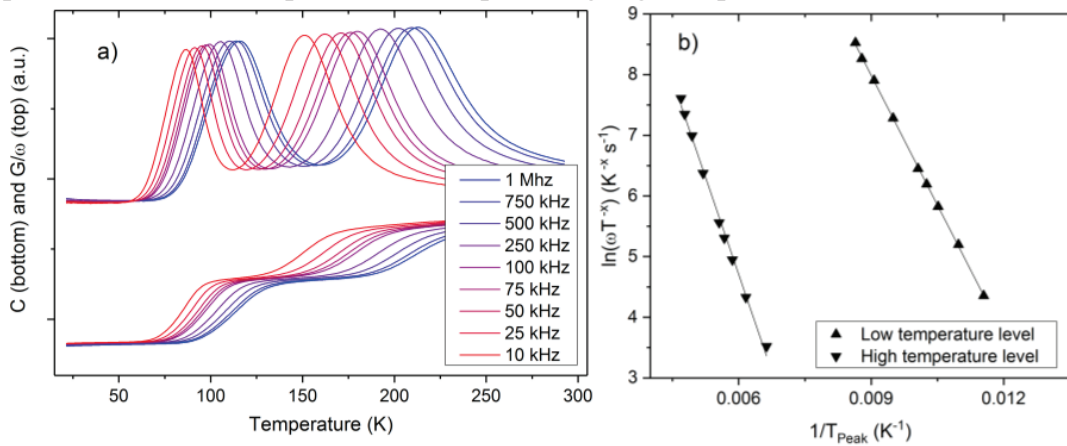 a)
C (bottom) and G/ω (top) (a.u.)
1 Mhz
750 kHz
500 kHz
250 kHz
100 kHz
75 kHz
50 kHz
25 kHz
10 kHz
50 100 150 200 250 300
Temperature (K)
b)
ln(ωT⁻ˣ) (K⁻ˣ s⁻¹)
9
8
7
6
5
4
3
Low temperature level
High temperature level
0.006 0.009 0.012
1/T_Peak (K⁻¹)